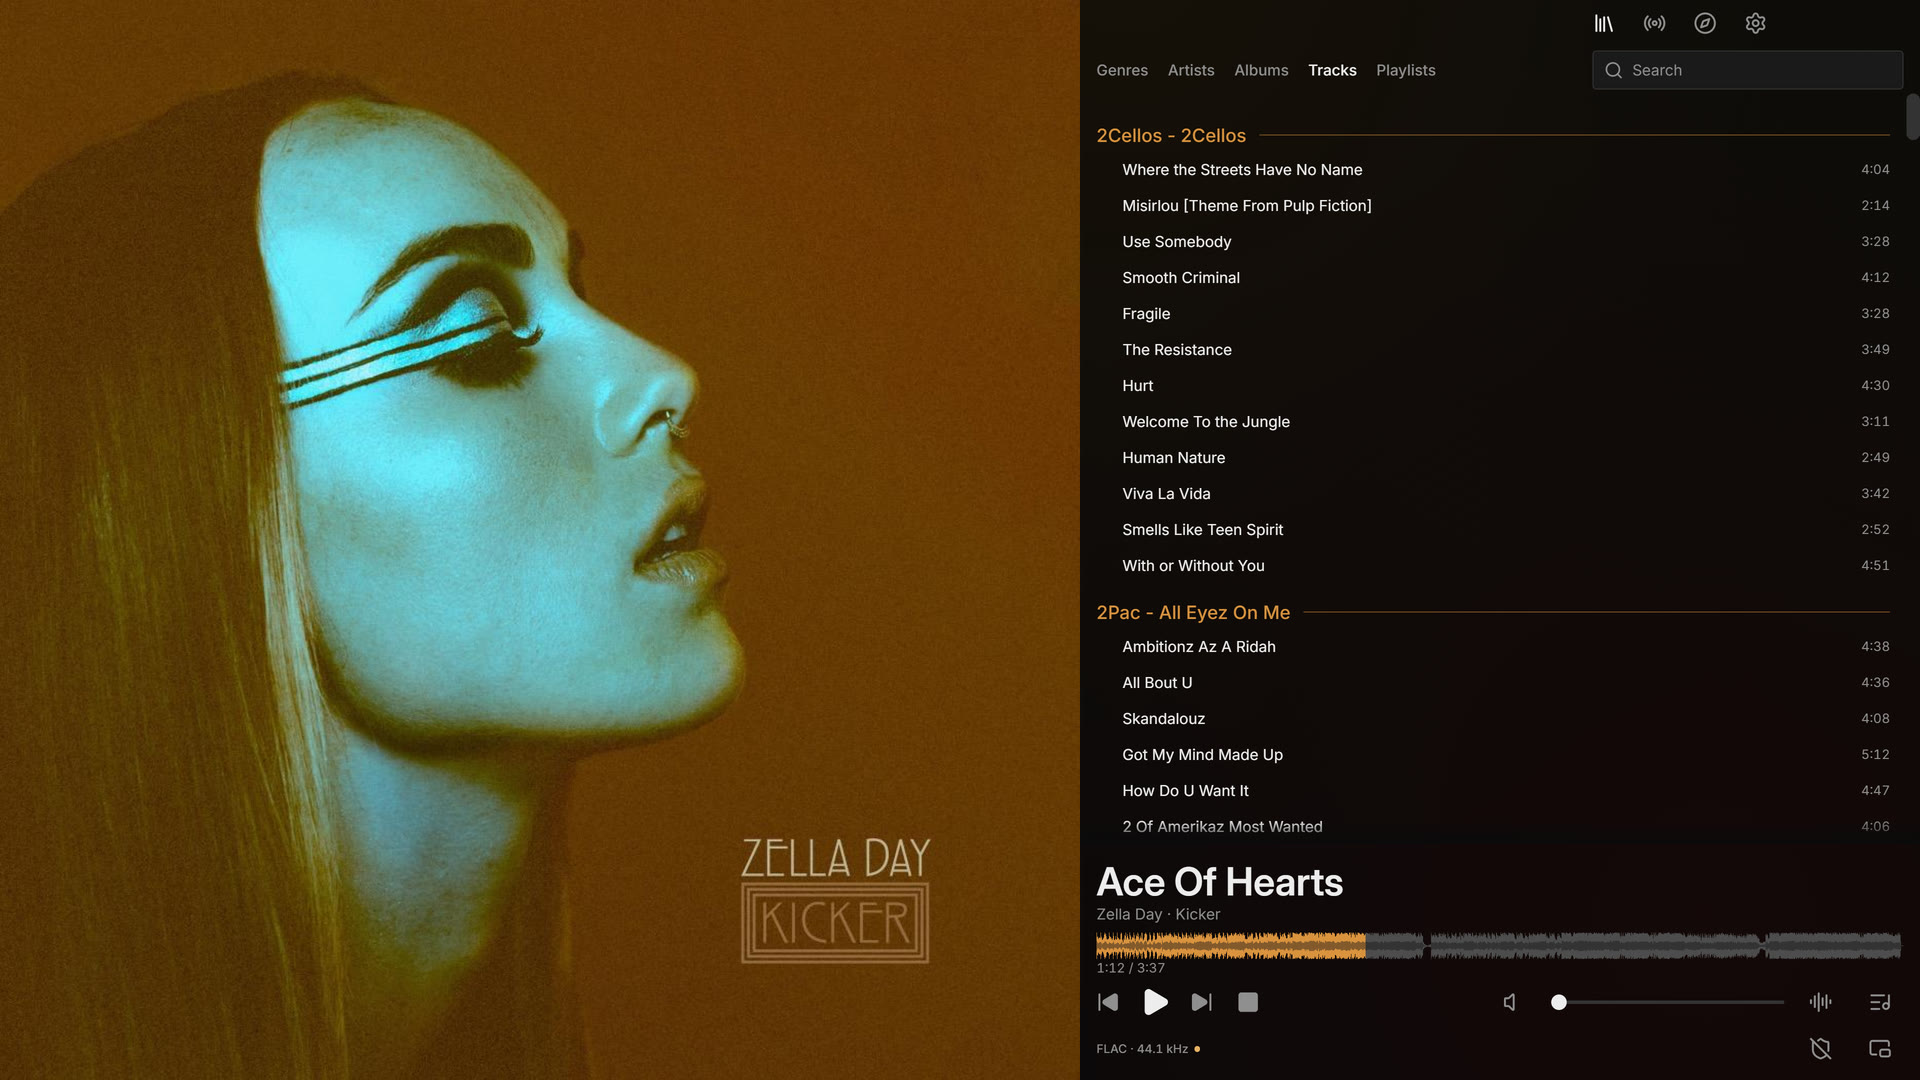 ZELLA DAY
KICKER
Genres Artists Albums Tracks Playlists
Search
2Cellos - 2Cellos
Where the Streets Have No Name 4:04
Misirlou [Theme From Pulp Fiction] 2:14
Use Somebody 3:28
Smooth Criminal 4:12
Fragile 3:28
The Resistance 3:49
Hurt 4:30
Welcome To the Jungle 3:11
Human Nature 2:49
Viva La Vida 3:42
Smells Like Teen Spirit 2:52
With or Without You 4:51
2Pac - All Eyez On Me
Ambitionz Az A Ridah 4:38
All Bout U 4:36
Skandalouz 4:08
Got My Mind Made Up 5:12
How Do U Want It 4:47
2 Of Amerikaz Most Wanted 4:06
Ace Of Hearts
Zella Day · Kicker
1:12 / 3:37
FLAC · 44.1 kHz